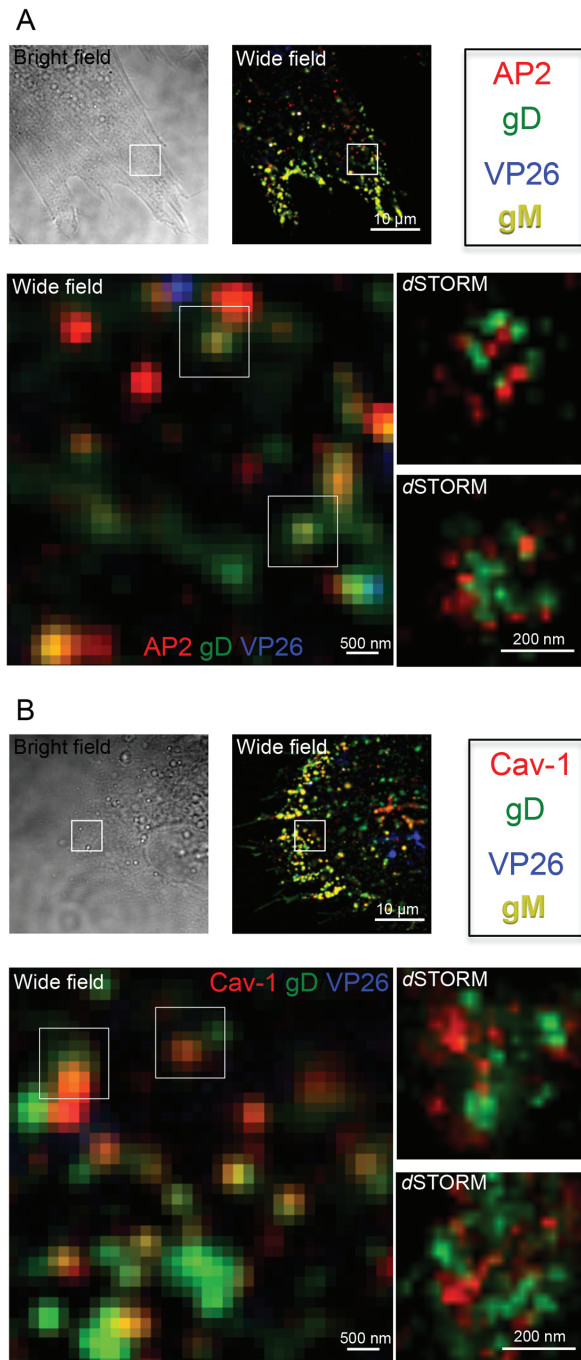 A
Bright field
Wide field
10 µm
AP2
gD
VP26
gM
Wide field
AP2 gD VP26
500 nm
dSTORM
dSTORM
200 nm
B
Bright field
Wide field
10 µm
Cav-1
gD
VP26
gM
Wide field
Cav-1 gD VP26
500 nm
dSTORM
dSTORM
200 nm